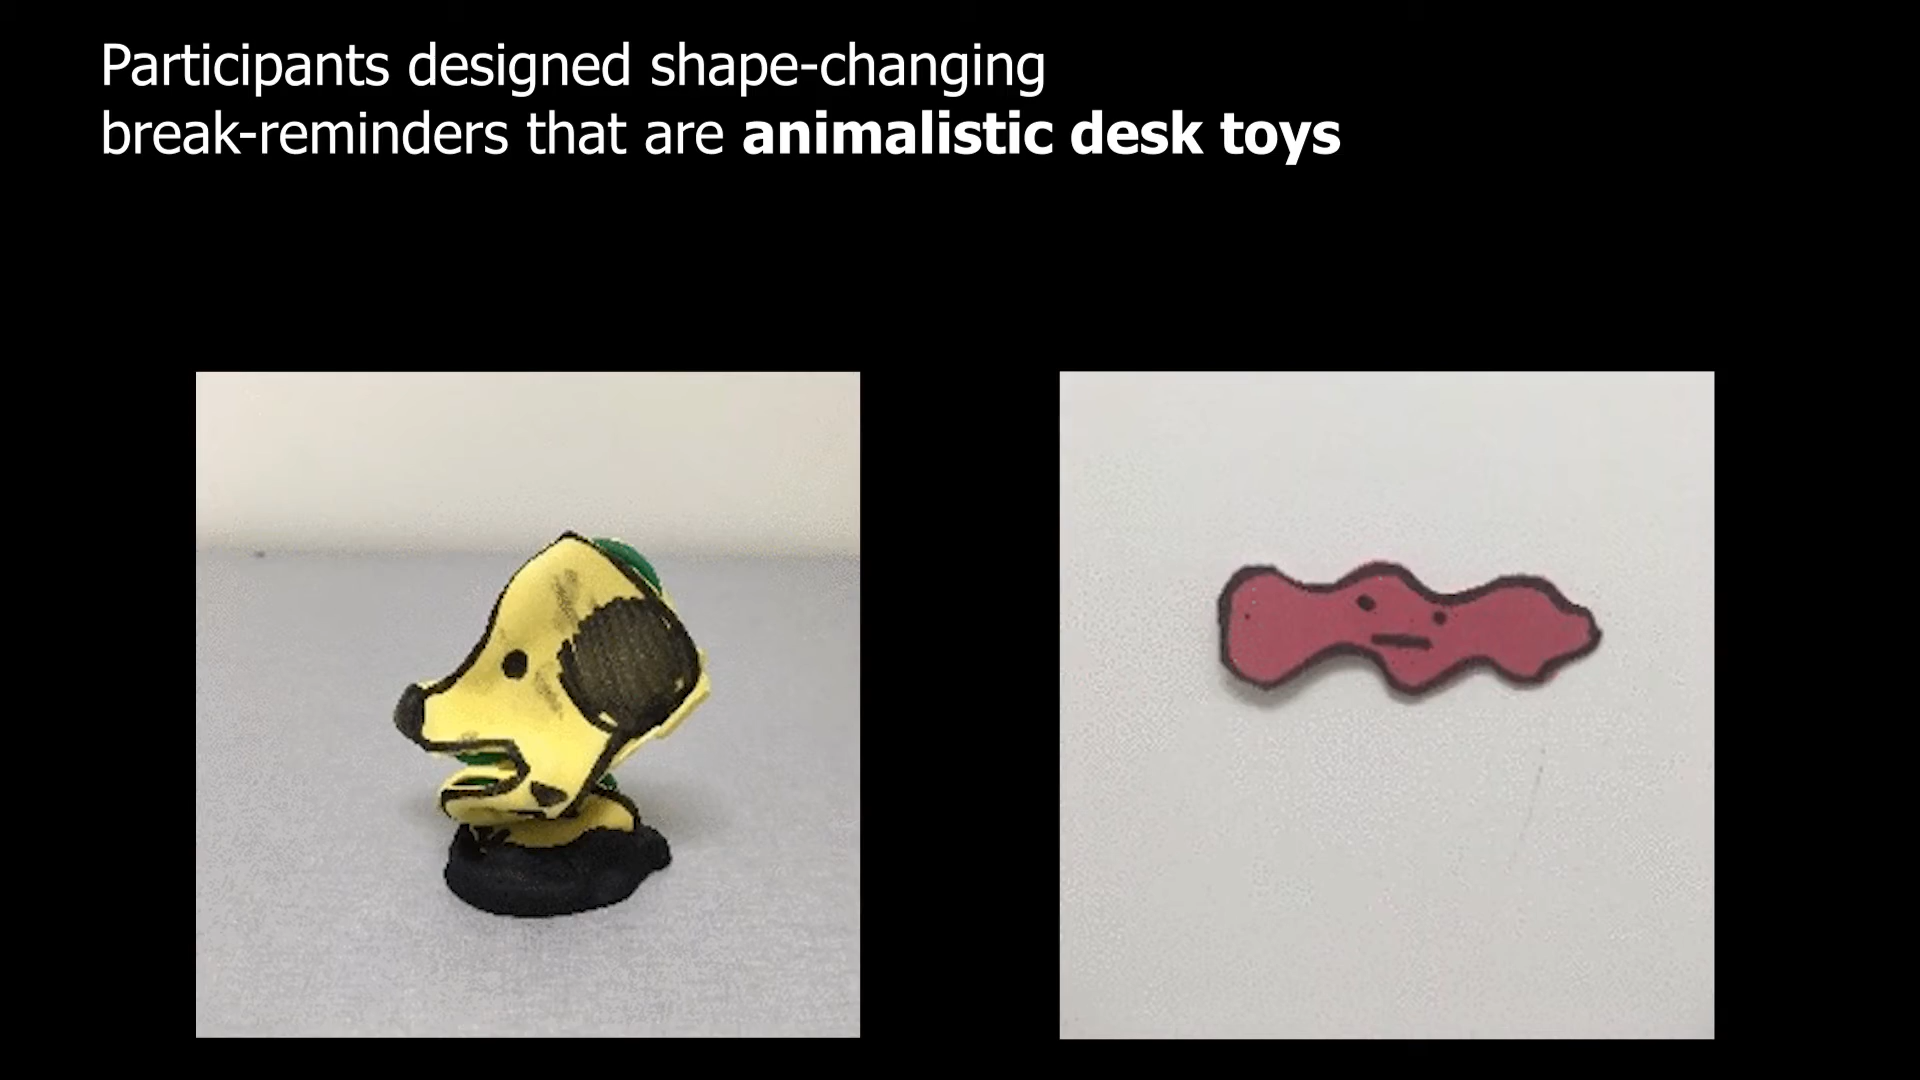 Participants designed shape-changing
break-reminders that are animalistic desk toys